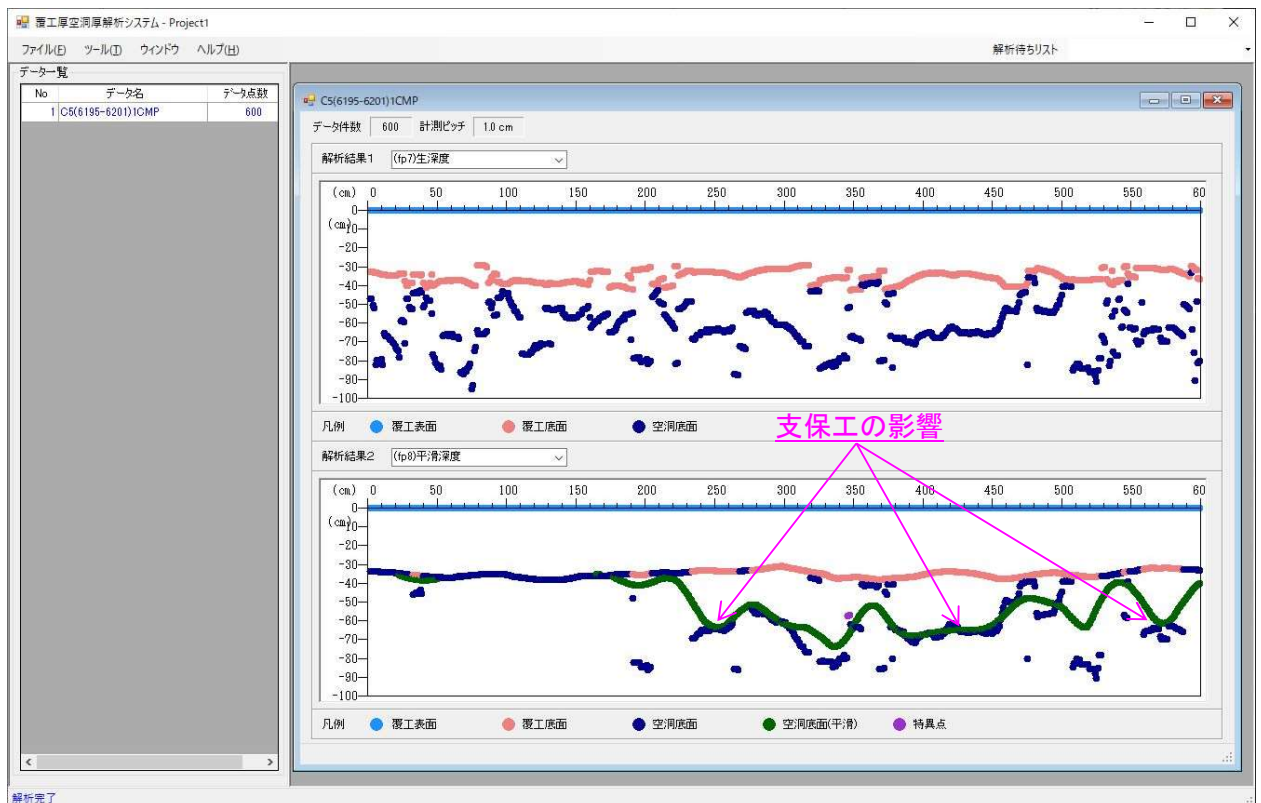 覆工厚空洞厚解析システム - Project1
ファイル(F) ツール(T) ウィンドウ ヘルプ(H) 解析待ちリスト
データ一覧
No データ名 データ点数
1 C5(6195-6201)1CMP 600
C5(6195-6201)1CMP
データ件数 600 計測ピッチ 1.0 cm
解析結果1 (fp7)生深度
(cm) 0 50 100 150 200 250 300 350 400 450 500 550 60
0
(cm)
-10
-20
-30
-40
-50
-60
-70
-80
-90
-100
凡例 覆工表面 覆工底面 空洞底面
支保工の影響
解析結果2 (fp8)平滑深度
(cm) 0 50 100 150 200 250 300 350 400 450 500 550 60
0
(cm)
-10
-20
-30
-40
-50
-60
-70
-80
-90
-100
凡例 覆工表面 覆工底面 空洞底面 空洞底面(平滑) 特異点
解析完了